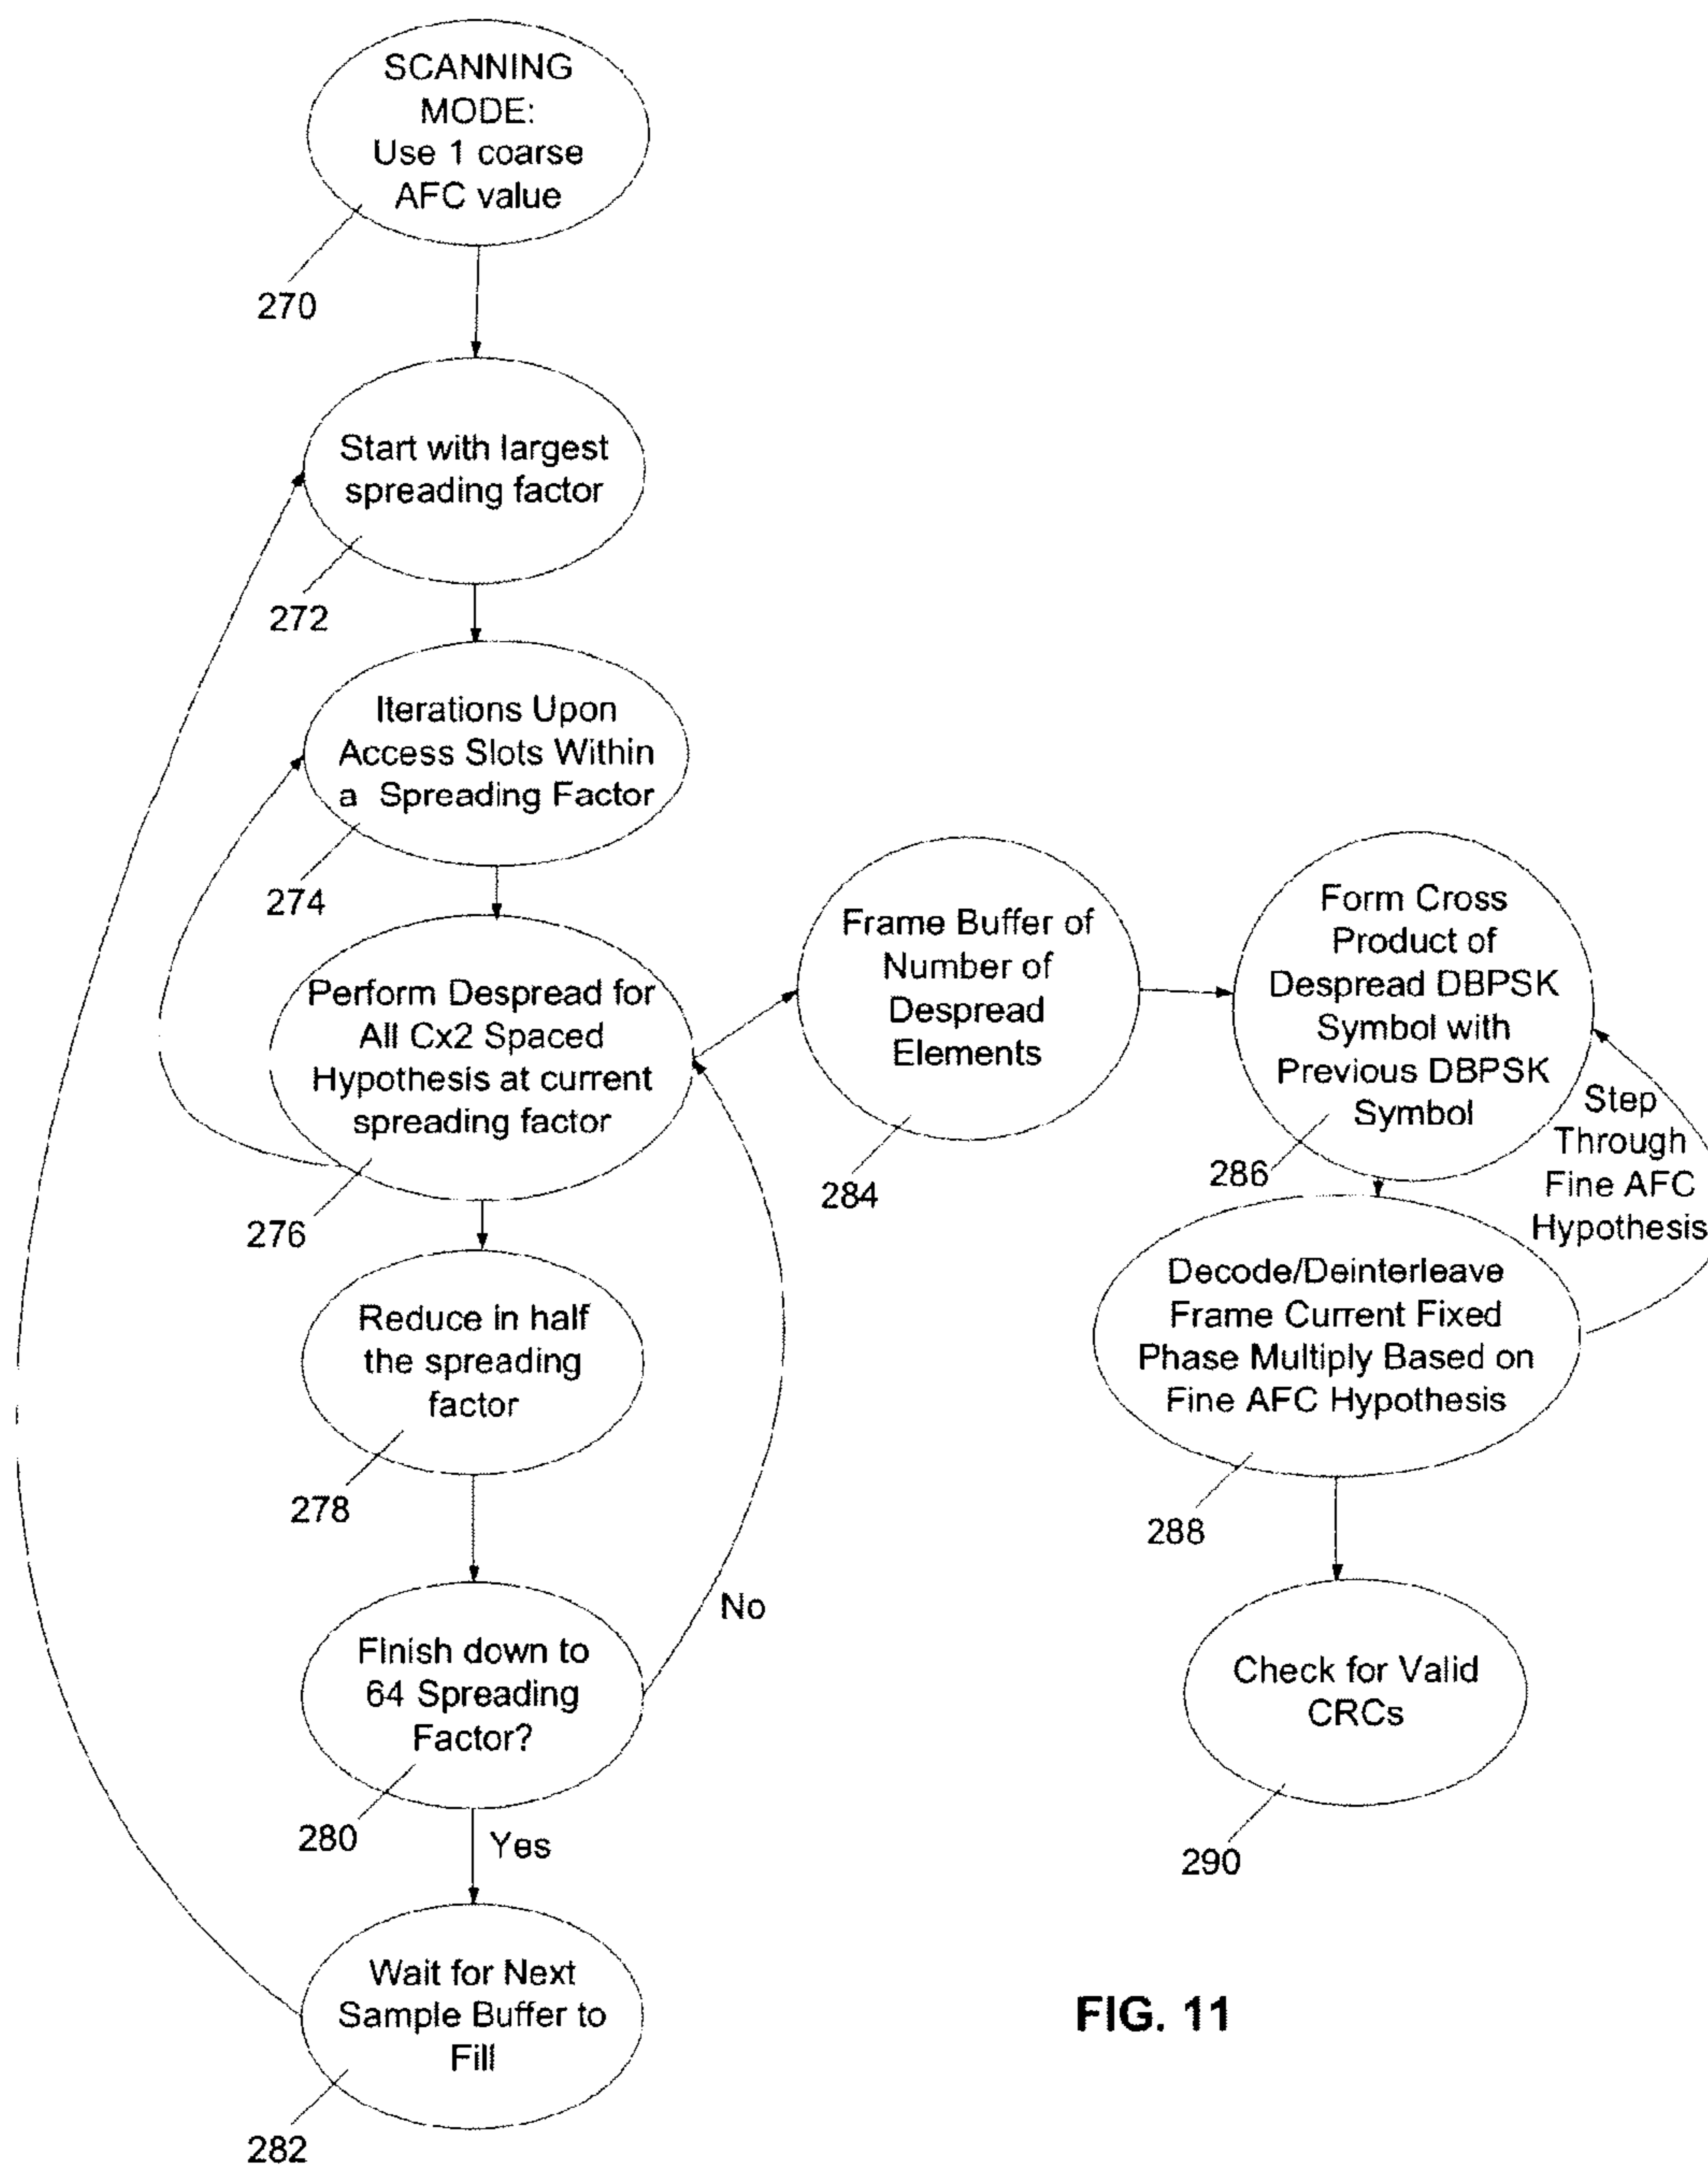 SCANNING
MODE:
Use 1 coarse
AFC value
270
Start with largest
spreading factor
272
Iterations Upon
Access Slots Within
a Spreading Factor
274
Perform Despread for
All Cx2 Spaced
Hypothesis at current
spreading factor
276
Reduce in half
the spreading
factor
278
Finish down to
64 Spreading
Factor?
280
No
Yes
Wait for Next
Sample Buffer to
Fill
282
Frame Buffer of
Number of
Despread
Elements
284
Form Cross
Product of
Despread DBPSK
Symbol with
Previous DBPSK
Symbol
286
Step
Through
Fine AFC
Hypothesis
Decode/Deinterleave
Frame Current Fixed
Phase Multiply Based on
Fine AFC Hypothesis
288
Check for Valid
CRCs
290
FIG. 11